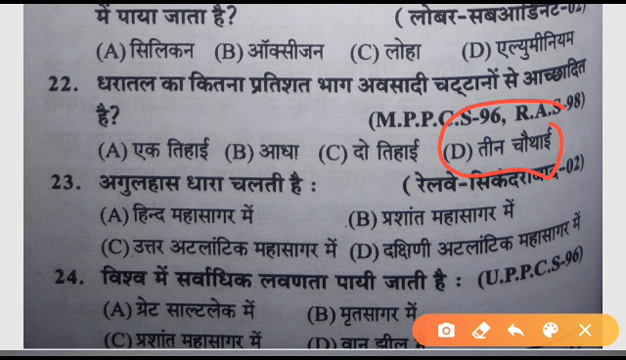 में पाया जाता है? (लोबर-सबआर्डिनेट-02)
(A) सिलिकन (B) ऑक्सीजन (C) लोहा (D) एल्युमीनियम
22. धरातल का कितना प्रतिशत भाग अवसादी चट्टानों से आच्छादित
है? (M.P.P.C.S-96, R.A.S-98)
(A) एक तिहाई (B) आधा (C) दो तिहाई (D) तीन चौथाई
23. अगुलहास धारा चलती है : (रेलवे-सिकंदराबाद-02)
(A) हिन्द महासागर में (B) प्रशांत महासागर में
(C) उत्तर अटलांटिक महासागर में (D) दक्षिणी अटलांटिक महासागर में
24. विश्व में सर्वाधिक लवणता पायी जाती है : (U.P.P.C.S-96)
(A) ग्रेट साल्टलेक में (B) मृतसागर में
(C) प्रशांत महासागर में (D) वान झील